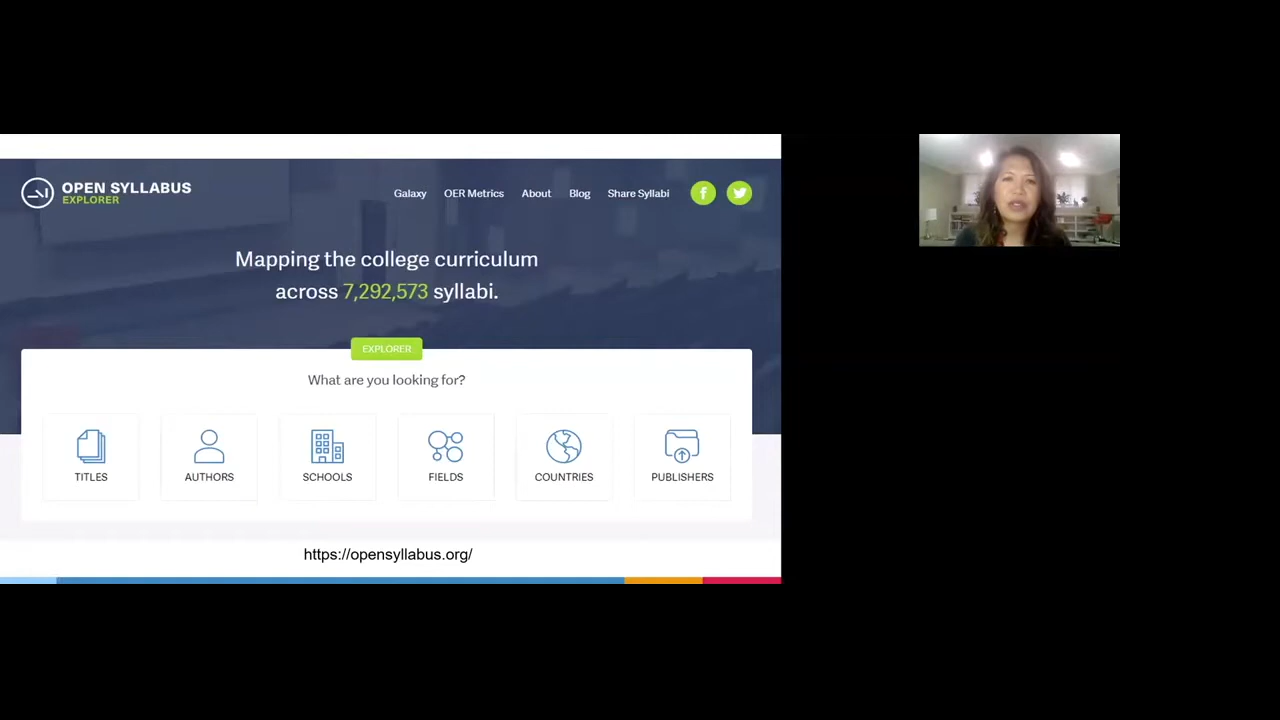 OPEN SYLLABUS
EXPLORER
Galaxy OER Metrics About Blog Share Syllabi
Mapping the college curriculum
across 7,292,573 syllabi.
EXPLORER
What are you looking for?
TITLES AUTHORS SCHOOLS FIELDS COUNTRIES PUBLISHERS
https://opensyllabus.org/